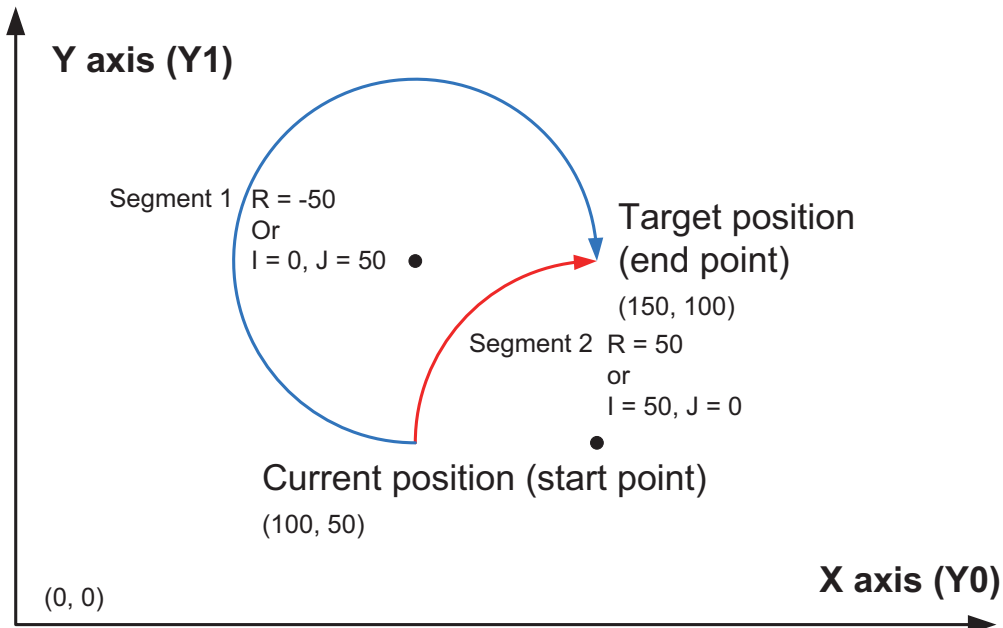 Y axis (Y1)
Segment 1
R = -50
Or
I = 0, J = 50
Target position
(end point)
(150, 100)
Segment 2
R = 50
or
I = 50, J = 0
Current position (start point)
(100, 50)
X axis (Y0)
(0, 0)